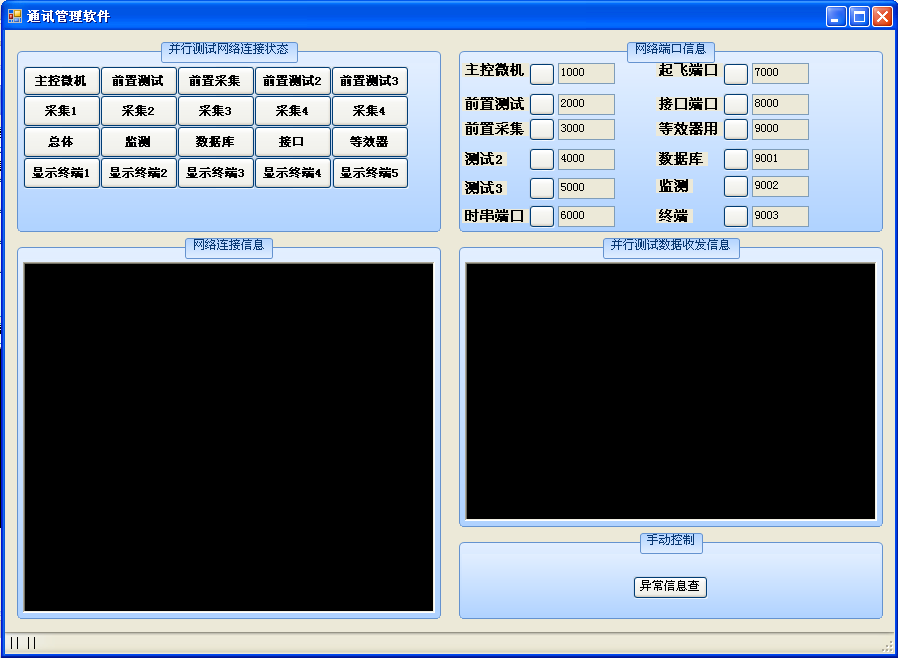 通讯管理软件
并行测试网络连接状态
主控微机 前置测试 前置采集 前置测试2 前置测试3
采集1 采集2 采集3 采集4 采集4
总体 监测 数据库 接口 等效器
显示终端1 显示终端2 显示终端3 显示终端4 显示终端5
网络端口信息
主控微机 1000 起飞端口 7000
前置测试 2000 接口端口 8000
前置采集 3000 等效器用 9000
测试2 4000 数据库 9001
测试3 5000 监测 9002
时串端口 6000 终端 9003
网络连接信息
并行测试数据收发信息
手动控制
异常信息查
|| ||